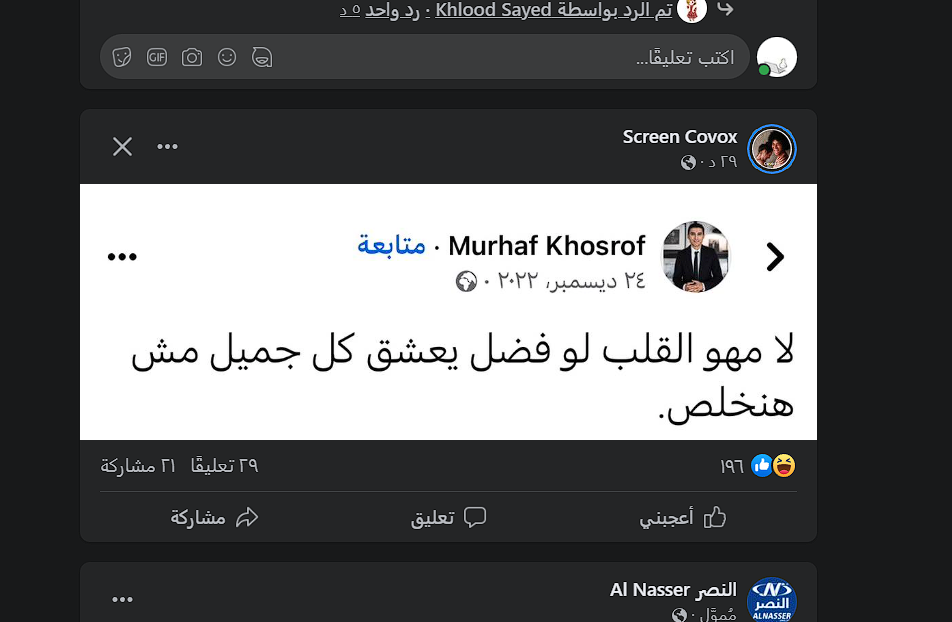 تم الرد بواسطة Khlood Sayed · رد واحد ٥ د
اكتب تعليقًا...
GIF
Screen Covox
٢٩ د ·
Murhaf Khosrof · متابعة
٢٤ ديسمبر، ٢٠٢٢ ·
لا مهو القلب لو فضل يعشق كل جميل مش
هنخلص.
١٩٦
٢٩ تعليقًا ٢١ مشاركة
أعجبني
تعليق
مشاركة
النصر Al Nasser
مُموَّل ·
النصر
ALNASSER